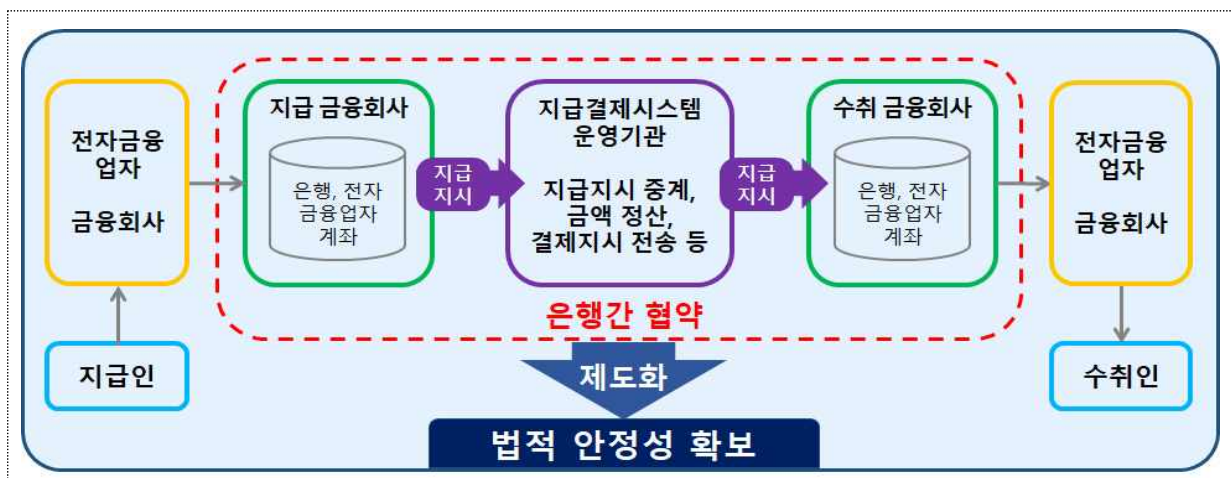 전자금융
업자
금융회사
지급인
지급 금융회사
은행, 전자
금융업자
계좌
지급
지시
지급결제시스템
운영기관
지급지시 중계,
금액 정산,
결제지시 전송 등
지급
지시
수취 금융회사
은행, 전자
금융업자
계좌
전자금융
업자
금융회사
수취인
은행간 협약
제도화
법적 안정성 확보